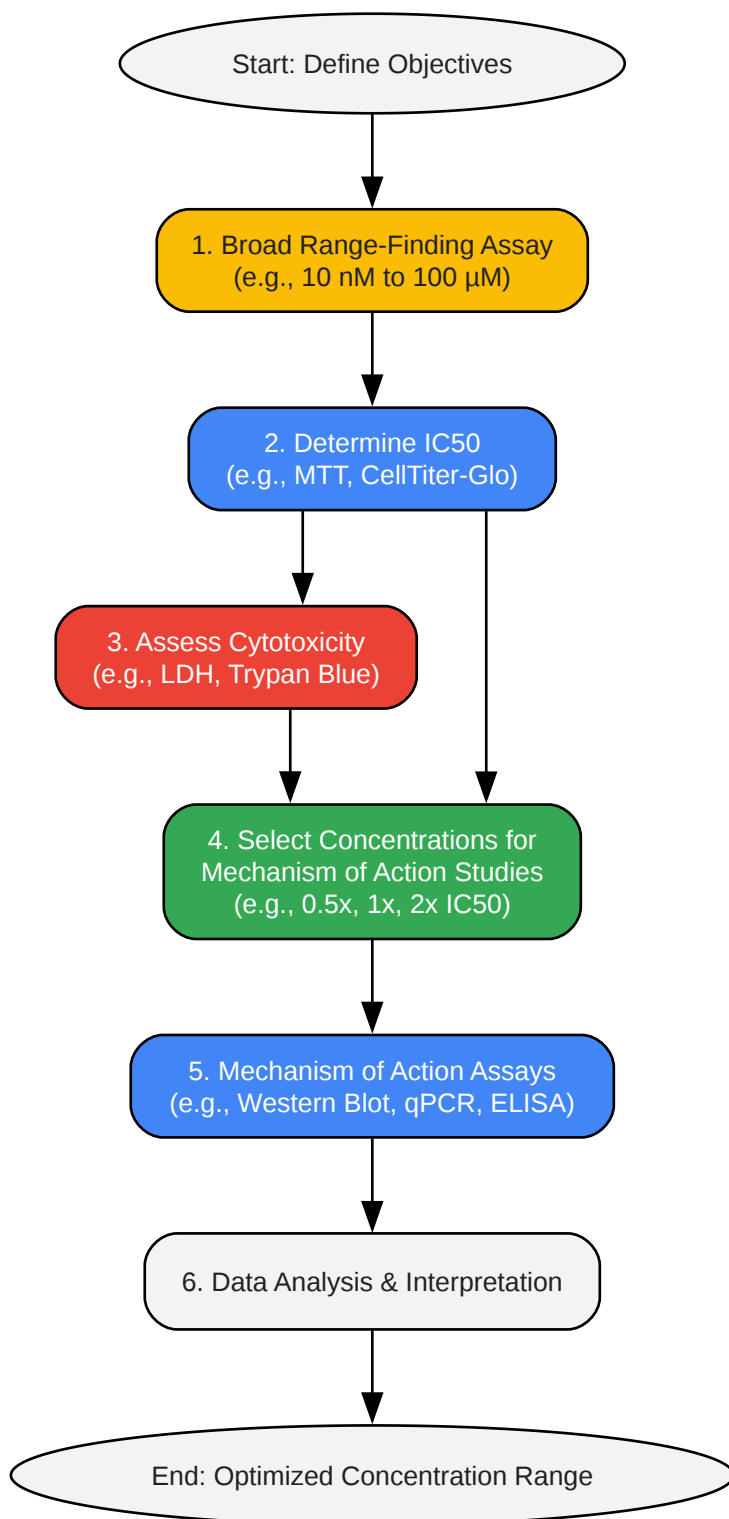 Start: Define Objectives
1. Broad Range-Finding Assay
(e.g., 10 nM to 100 µM)
2. Determine IC50
(e.g., MTT, CellTiter-Glo)
3. Assess Cytotoxicity
(e.g., LDH, Trypan Blue)
4. Select Concentrations for
Mechanism of Action Studies
(e.g., 0.5x, 1x, 2x IC50)
5. Mechanism of Action Assays
(e.g., Western Blot, qPCR, ELISA)
6. Data Analysis & Interpretation
End: Optimized Concentration Range